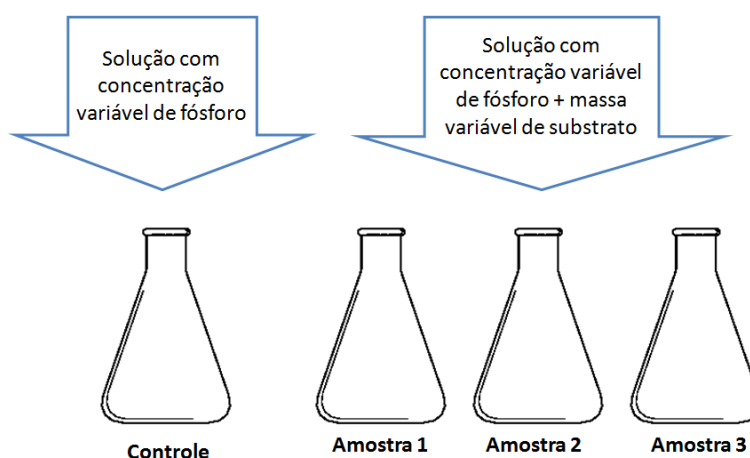 Solução com
concentração
variável de fósforo
Solução com
concentração variável
de fósforo + massa
variável de substrato
Controle
Amostra 1
Amostra 2
Amostra 3